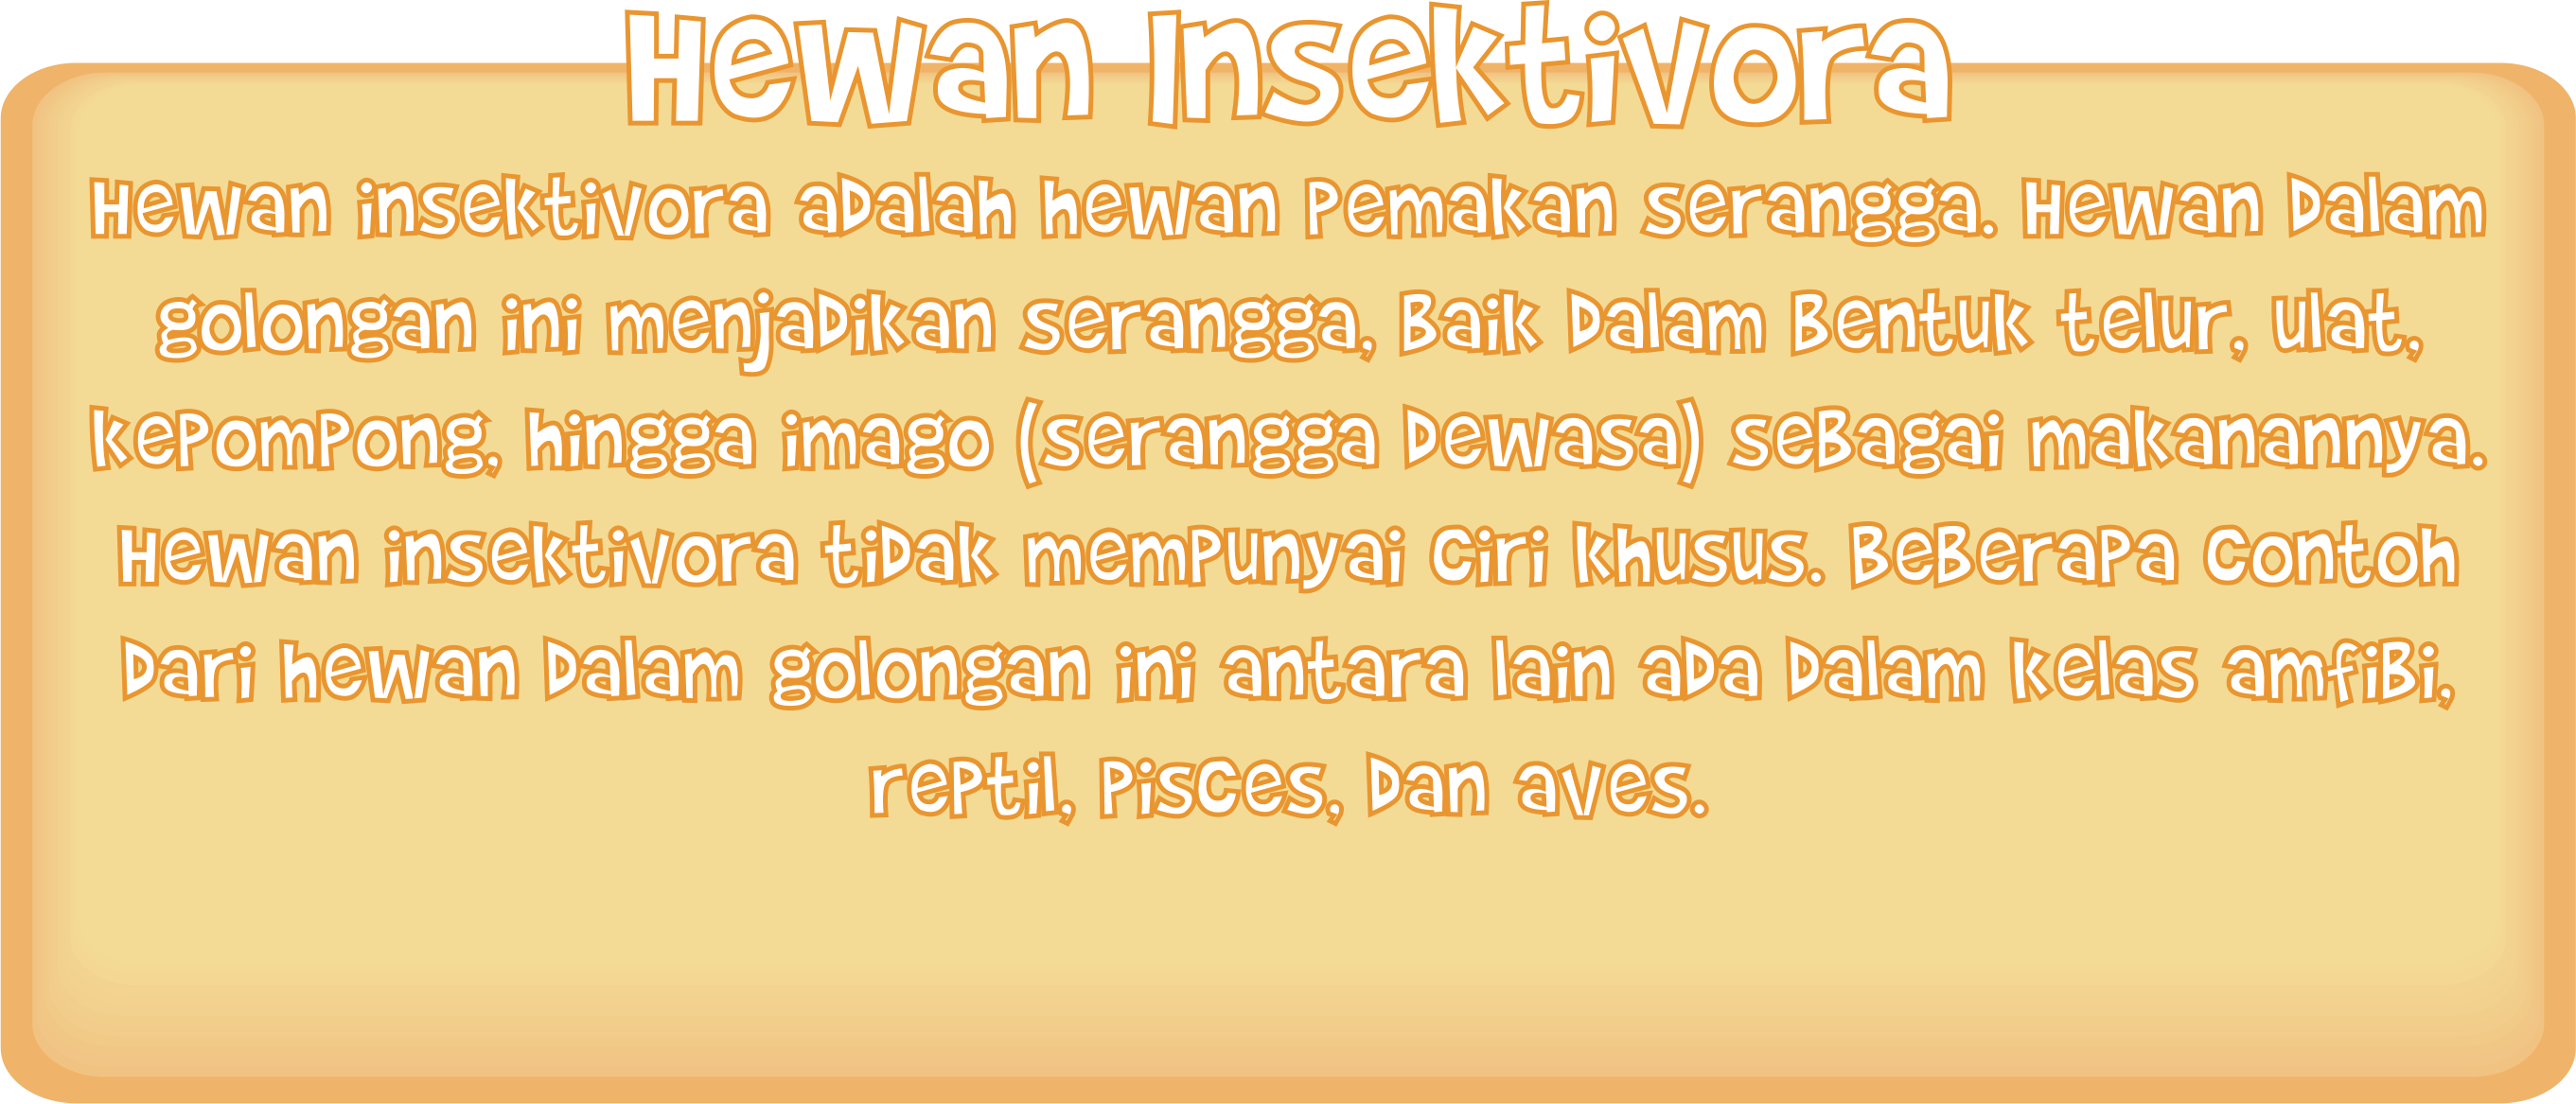 Hewan Insektivora
Hewan insektivora adalah hewan pemakan serangga. Hewan dalam
golongan ini menjadikan serangga, baik dalam bentuk telur, ulat,
kepompong, hingga imago (serangga dewasa) sebagai makanannya.
Hewan insektivora tidak mempunyai ciri khusus. Beberapa contoh
dari hewan dalam golongan ini antara lain ada dalam kelas amfibi,
reptil, pisces, dan aves.